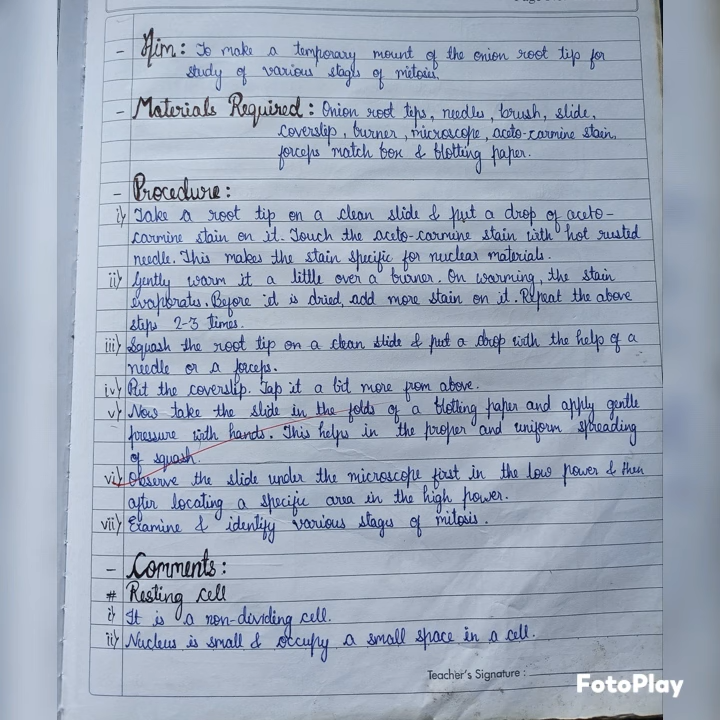 - Aim: To make a temporary mount of the onion root tip for
study of various stages of mitosis.
- Materials Required: Onion root tips, needles, brush, slide,
coverslip, burner, microscope, aceto-carmine stain,
forceps match box & blotting paper.
- Procedure:
i) Take a root tip on a clean slide & put a drop of aceto-
carmine stain on it. Touch the aceto-carmine stain with hot rusted
needle. This makes the stain specific for nuclear materials.
ii) Gently warm it a little over a burner. On warming, the stain
evaporates. Before it is dried, add more stain on it. Repeat the above
steps 2-3 times.
iii) Squash the root tip on a clean slide & put a drop with the help of a
needle or a forceps.
iv) Put the coverslip. Tap it a bit more from above.
v) Now take the slide in the folds of a blotting paper and apply gentle
pressure with hands. This helps in the proper and uniform spreading
of squash.
vi) Observe the slide under the microscope first in the low power & then
after locating a specific area in the high power.
vii) Examine & identify various stages of mitosis.
- Comments:
# Resting cell
i) It is a non-dividing cell.
ii) Nucleus is small & occupy a small space in a cell.
Teacher's Signature :
FotoPlay